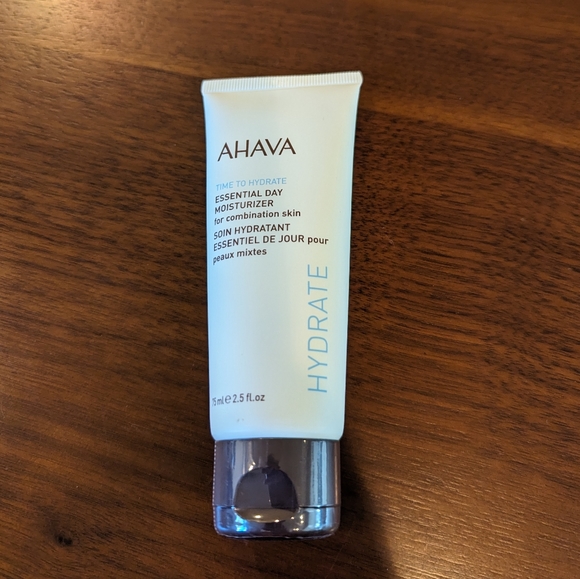 AHAVA
TIME TO HYDRATE
ESSENTIAL DAY
MOISTURIZER
for combination skin
SOIN HYDRATANT
ESSENTIEL DE JOUR pour
peaux mixtes
HYDRATE
75 ml e 2.5 fl.oz